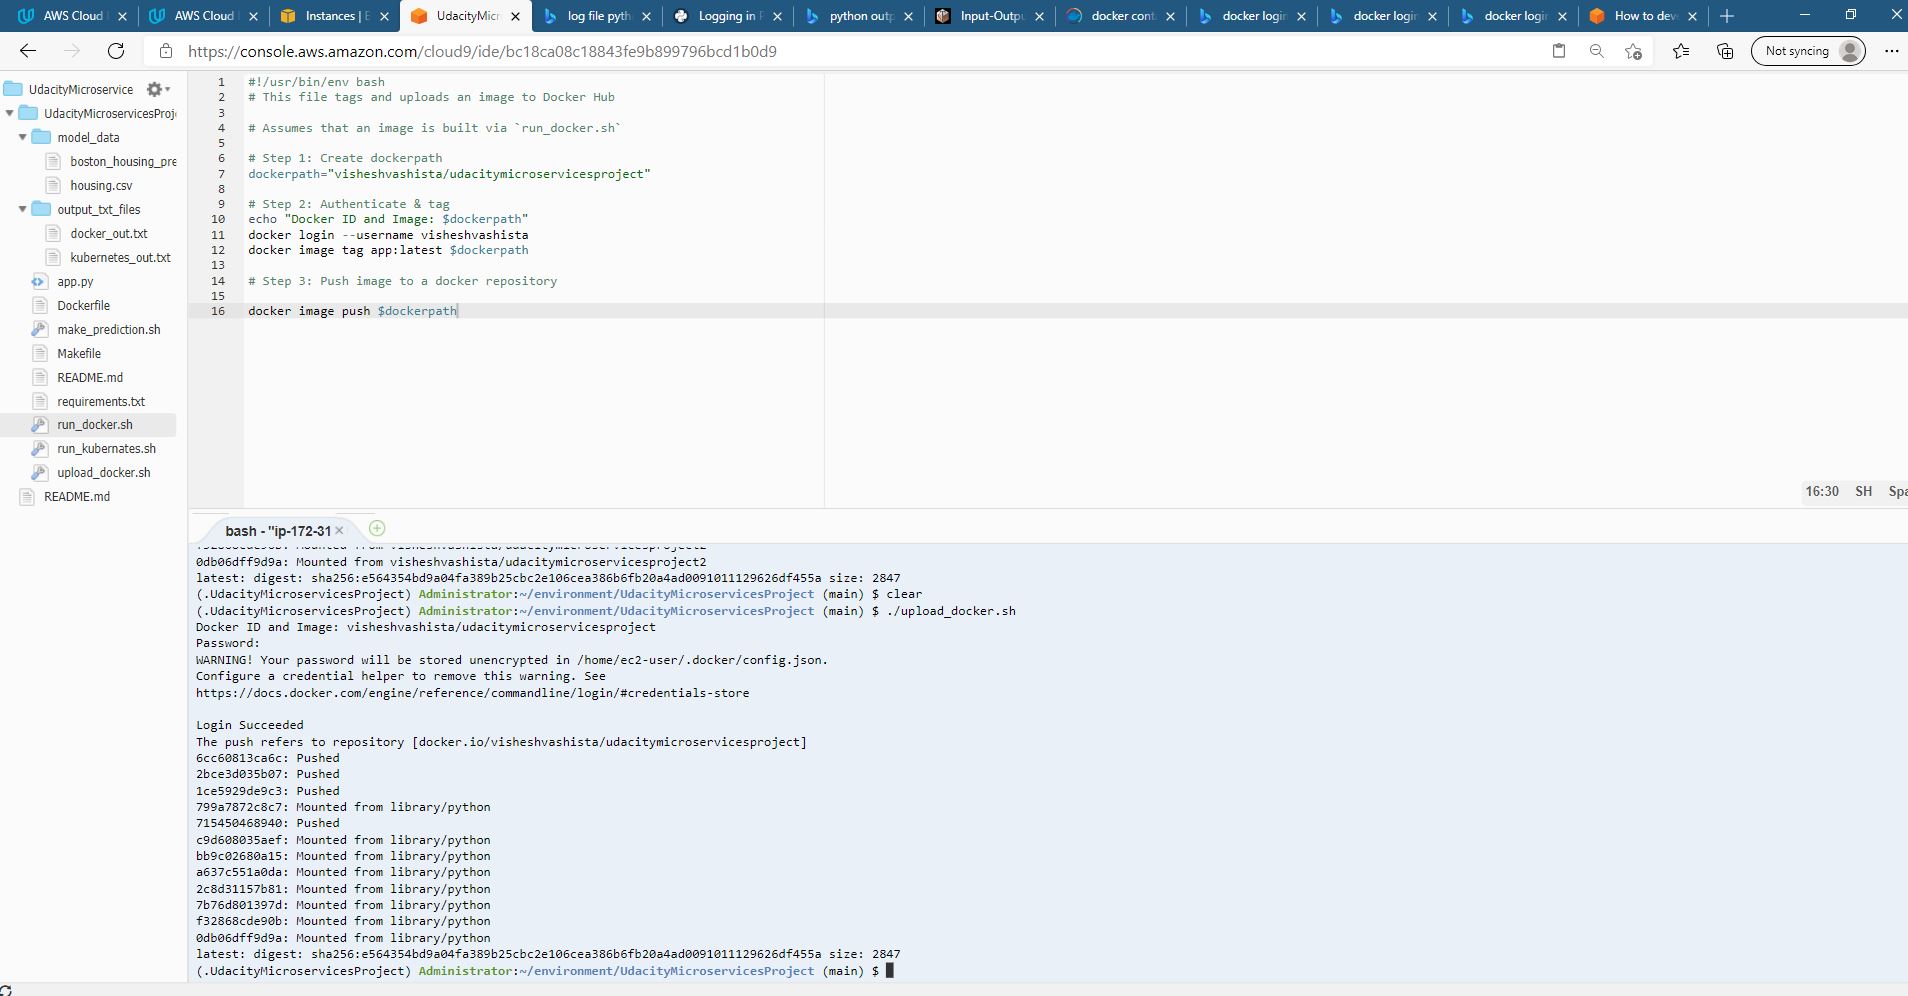 AWS Cloud
AWS Cloud
Instances | E
UdacityMicr
log file pyth
Logging in P
python outp
Input-Outpu
docker cont
docker login
docker login
docker login
How to dev
https://console.aws.amazon.com/cloud9/ide/bc18ca08c18843fe9b899796bcd1b0d9
Not syncing
UdacityMicroservice
UdacityMicroservicesProj
model_data
boston_housing_pre
housing.csv
output_txt_files
docker_out.txt
kubernetes_out.txt
app.py
Dockerfile
make_prediction.sh
Makefile
README.md
requirements.txt
run_docker.sh
run_kubernates.sh
upload_docker.sh
README.md
1 #!/usr/bin/env bash
2 # This file tags and uploads an image to Docker Hub
3
4 # Assumes that an image is built via `run_docker.sh`
5
6 # Step 1: Create dockerpath
7 dockerpath="visheshvashista/udacitymicroservicesproject"
8
9 # Step 2: Authenticate & tag
10 echo "Docker ID and Image: $dockerpath"
11 docker login --username visheshvashista
12 docker image tag app:latest $dockerpath
13
14 # Step 3: Push image to a docker repository
15
16 docker image push $dockerpath
16:30 SH Spa
bash - "ip-172-31
f32868cde90b: Mounted from visheshvashista/udacitymicroservicesproject2
0db06dff9d9a: Mounted from visheshvashista/udacitymicroservicesproject2
latest: digest: sha256:e564354bd9a04fa389b25cbc2e106cea386b6fb20a4ad0091011129626df455a size: 2847
(.UdacityMicroservicesProject) Administrator:~/environment/UdacityMicroservicesProject (main) $ clear
(.UdacityMicroservicesProject) Administrator:~/environment/UdacityMicroservicesProject (main) $ ./upload_docker.sh
Docker ID and Image: visheshvashista/udacitymicroservicesproject
Password:
WARNING! Your password will be stored unencrypted in /home/ec2-user/.docker/config.json.
Configure a credential helper to remove this warning. See
https://docs.docker.com/engine/reference/commandline/login/#credentials-store
Login Succeeded
The push refers to repository [docker.io/visheshvashista/udacitymicroservicesproject]
6cc60813ca6c: Pushed
2bce3d035b07: Pushed
1ce5929de9c3: Pushed
799a7872c8c7: Mounted from library/python
715450468940: Pushed
c9d608035aef: Mounted from library/python
bb9c02680a15: Mounted from library/python
a637c551a0da: Mounted from library/python
2c8d31157b81: Mounted from library/python
7b76d801397d: Mounted from library/python
f32868cde90b: Mounted from library/python
0db06dff9d9a: Mounted from library/python
latest: digest: sha256:e564354bd9a04fa389b25cbc2e106cea386b6fb20a4ad0091011129626df455a size: 2847
(.UdacityMicroservicesProject) Administrator:~/environment/UdacityMicroservicesProject (main) $